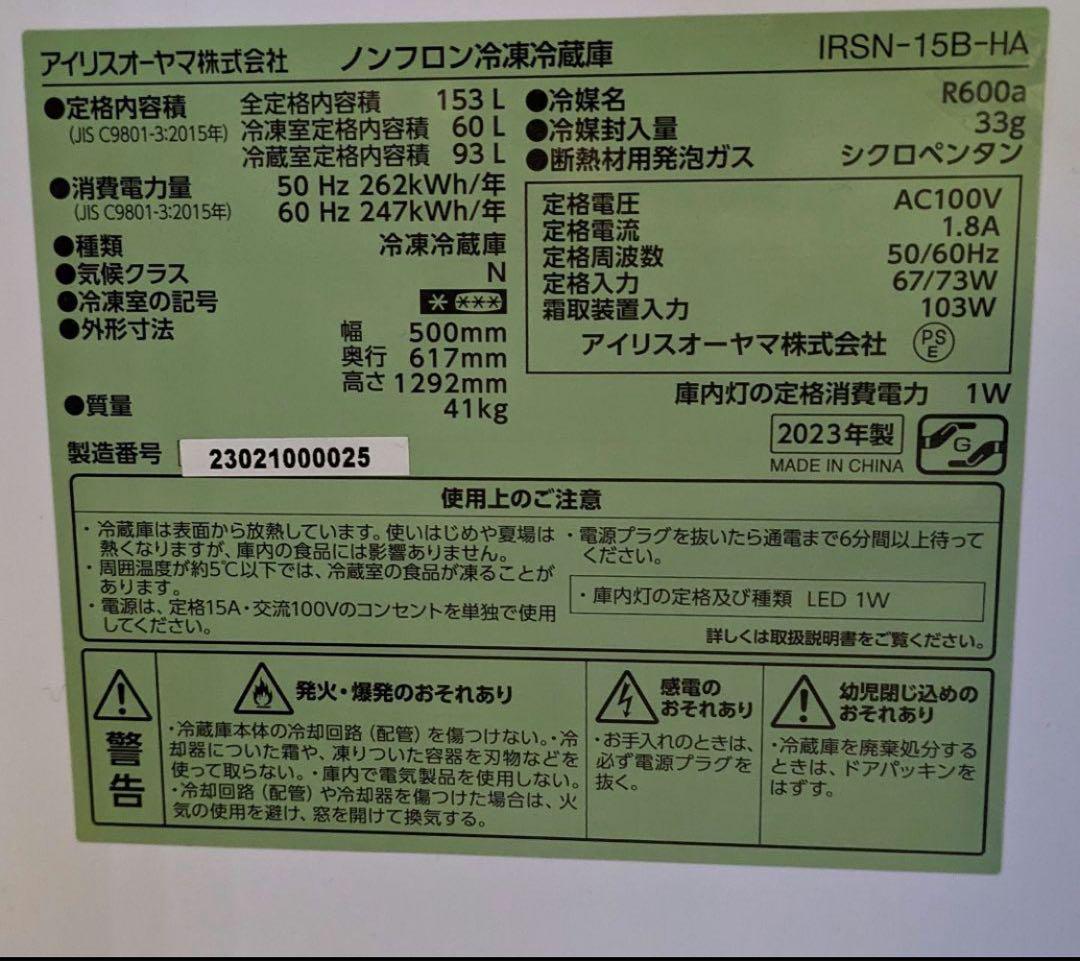 アイリスオーヤマ株式会社 ノンフロン冷凍冷蔵庫 IRSN-15B-HA
●定格内容積 全定格内容積 153 L
(JIS C9801-3:2015年) 冷凍室定格内容積 60 L
冷蔵室定格内容積 93 L
●消費電力量 50 Hz 262kWh/年
(JIS C9801-3:2015年) 60 Hz 247kWh/年
●種類 冷凍冷蔵庫
●気候クラス N
●冷凍室の記号
●外形寸法 幅 500mm
奥行 617mm
高さ 1292mm
●質量 41kg
製造番号 23021000025
●冷媒名 R600a
●冷媒封入量 33g
●断熱材用発泡ガス シクロペンタン
定格電圧 AC100V
定格電流 1.8A
定格周波数 50/60Hz
定格入力 67/73W
霜取装置入力 103W
アイリスオーヤマ株式会社 PS
E
庫内灯の定格消費電力 1W
2023年製
MADE IN CHINA
G
使用上のご注意
・冷蔵庫は表面から放熱しています。使いはじめや夏場は
熱くなりますが、庫内の食品には影響ありません。
・周囲温度が約5℃以下では、冷蔵室の食品が凍ることが
あります。
・電源は、定格15A・交流100Vのコンセントを単独で使用
してください。
・電源プラグを抜いたら通電まで6分間以上待って
ください。
・庫内灯の定格及び種類 LED 1W
詳しくは取扱説明書をご覧ください。
警告
発火・爆発のおそれあり
・冷蔵庫本体の冷却回路（配管）を傷つけない。・冷
却器についた霜や、凍りついた容器を刃物などを
使って取らない。・庫内で電気製品を使用しない。
・冷却回路（配管）や冷却器を傷つけた場合は、火
気の使用を避け、窓を開けて換気する。
感電の
おそれあり
・お手入れのときは、
必ず電源プラグを
抜く。
幼児閉じ込めの
おそれあり
・冷蔵庫を廃棄処分する
ときは、ドアパッキンを
はずす。